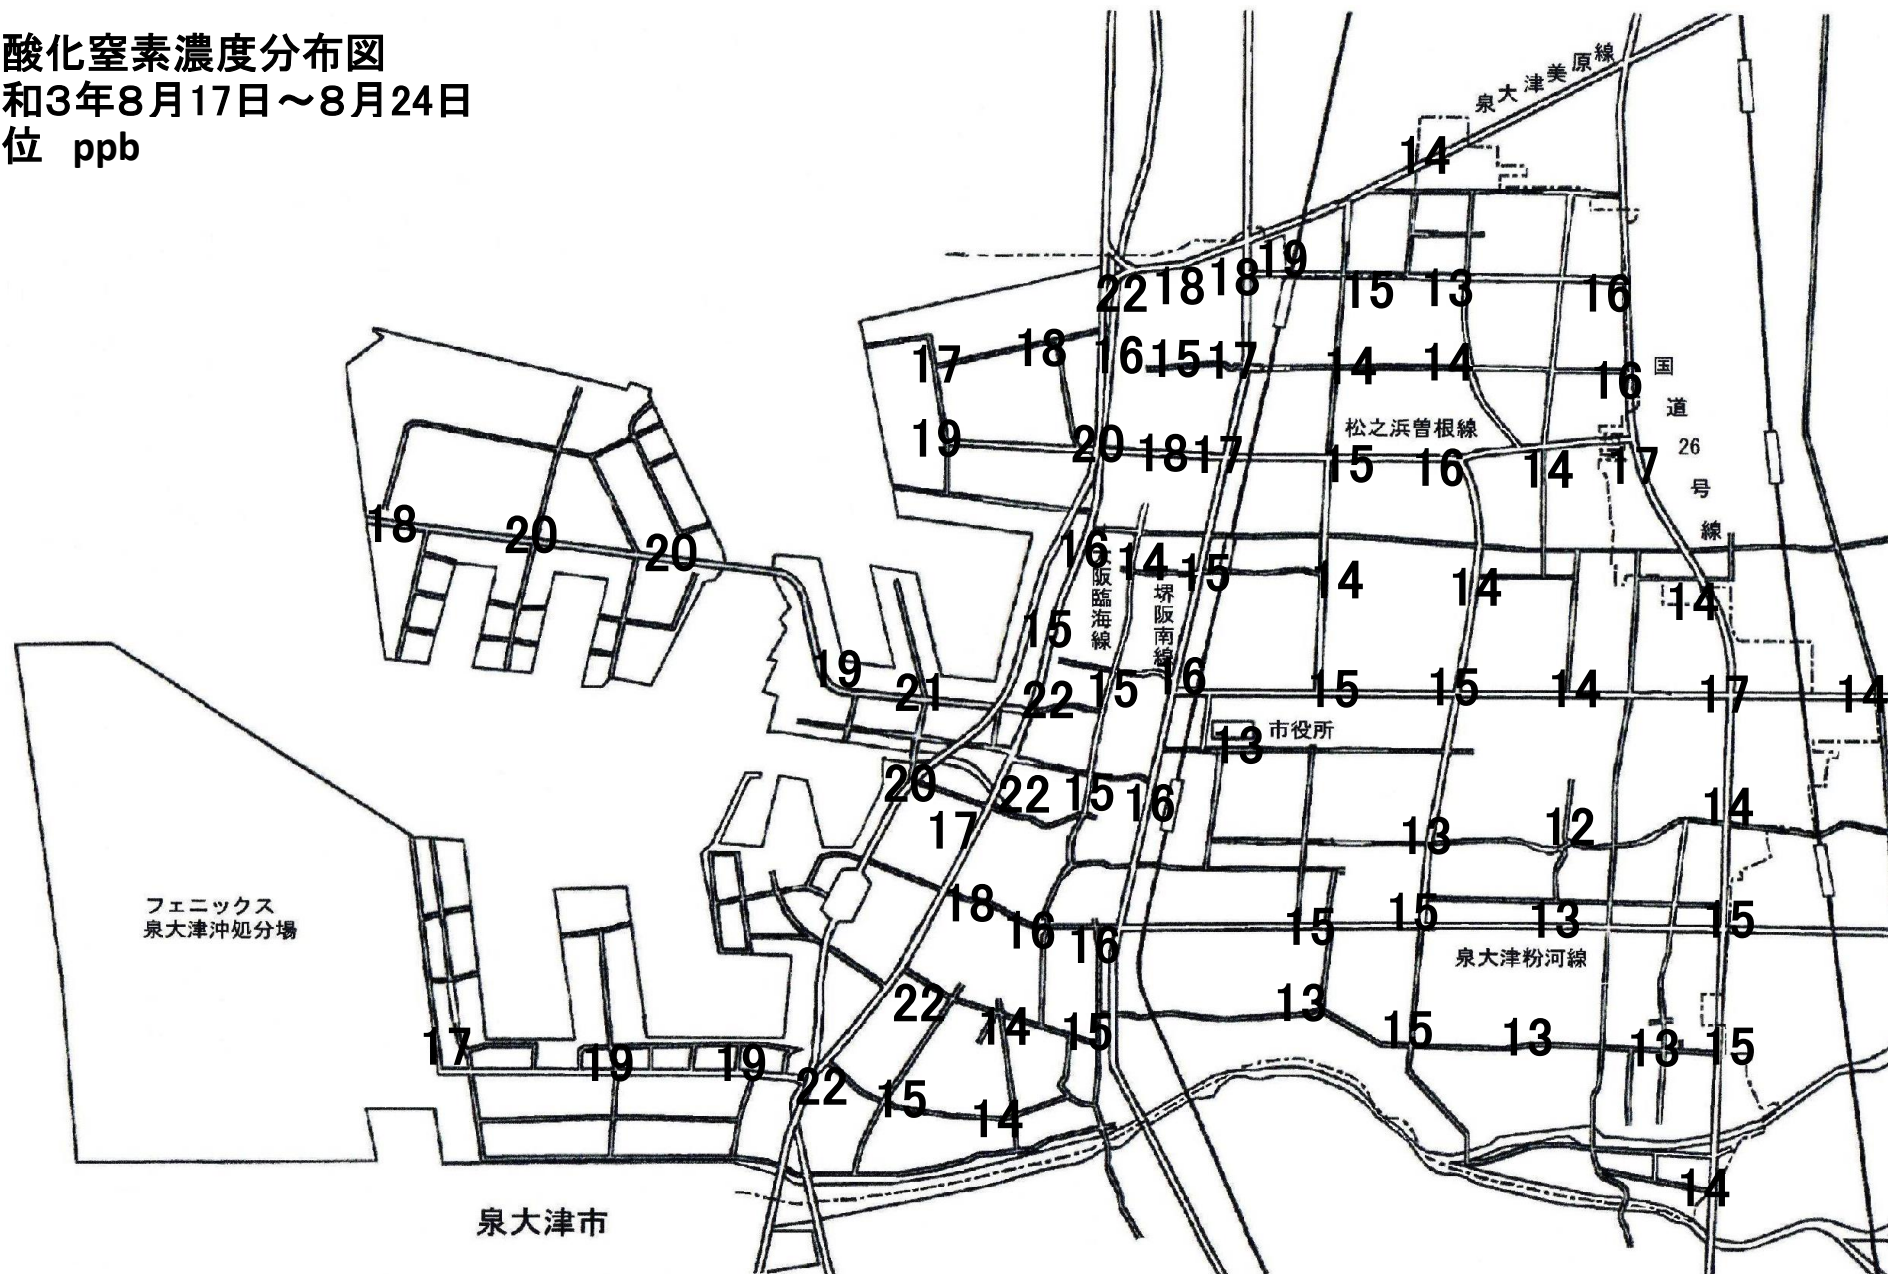 酸化窒素濃度分布図
和３年８月17日～８月24日
位 ppb
泉大津美原線
14
19
22 18 18 15 13 16
17 18 16 15 17 14 14 16
国道26号線
松之浜曽根線
19 20 18 17 15 16 14 17
18 20 20 16 14 15 14 14 14
阪臨海線
堺阪南線
15
19 21 22 15 16 15 15 14 17 14
13 市役所
20 22 15 16 14
17 13 12
フェニックス
泉大津沖処分場
18 16 16 15 15 13 15
泉大津粉河線
22 14 15 13 15 13 13 15
17 19 19 22 15 14
14
泉大津市